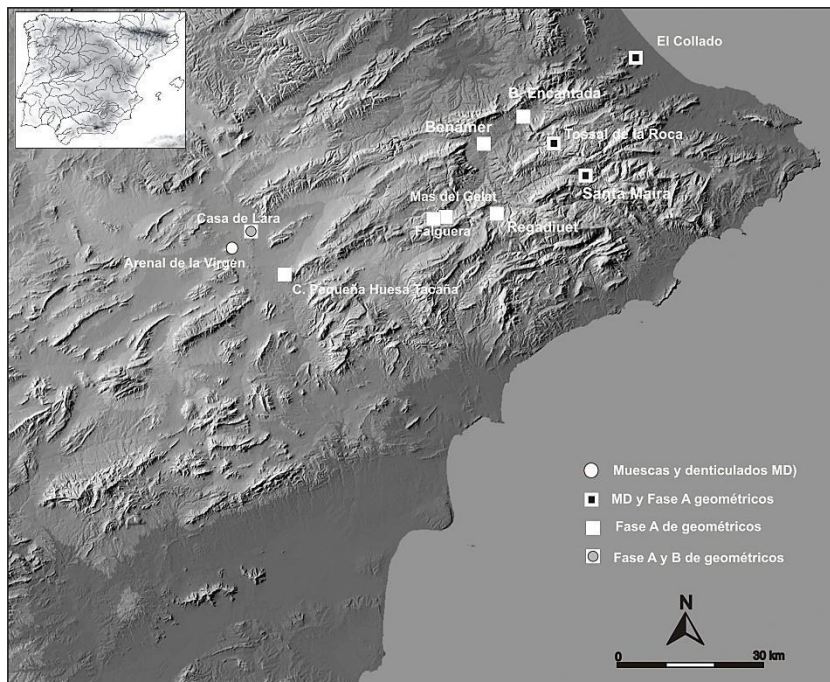 El Collado
B. Encantada
Benamer
Tossal de la Roca
Santa Maira
Mas del Gelat
Falguera
Regadiuet
Casa de Lara
Arenal de la Virgen
C. Pequeña Huesa Tacaña
Muescas y denticulados MD)
MD y Fase A geométricos
Fase A de geométricos
Fase A y B de geométricos
N
0 30 km